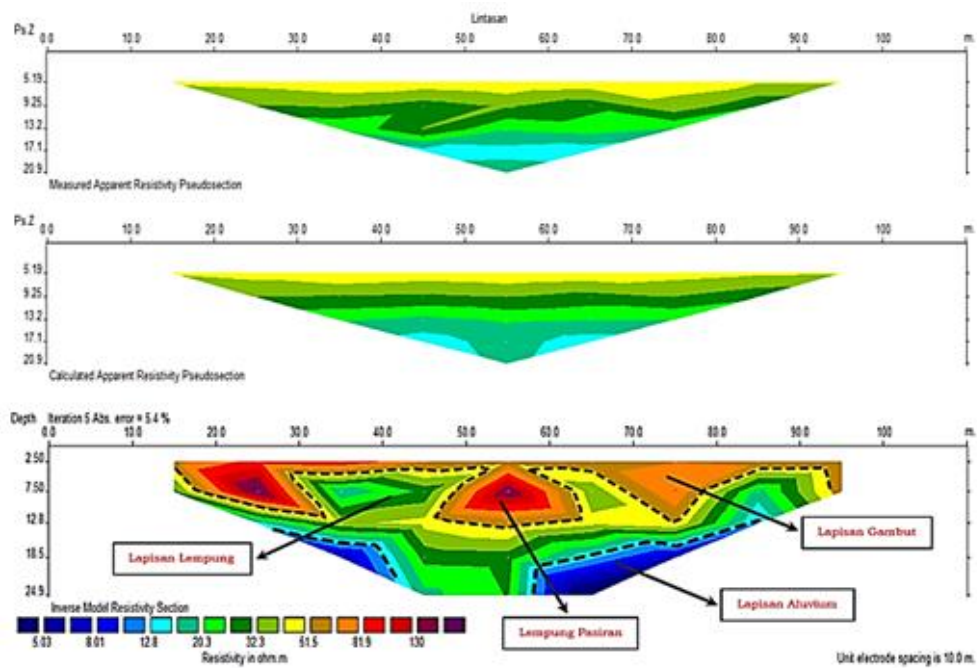 Lintasan
Ps.Z 0.0 10.0 20.0 30.0 40.0 50.0 60.0 70.0 80.0 90.0 100 m.
5.19
9.25
13.2
17.1
20.9
Measured Apparent Resistivity Pseudosection
Ps.Z 0.0 10.0 20.0 30.0 40.0 50.0 60.0 70.0 80.0 90.0 100 m.
5.19
9.25
13.2
17.1
20.9
Calculated Apparent Resistivity Pseudosection
Depth Iteration 5 Abs. error = 5.4 %
0.0 10.0 20.0 30.0 40.0 50.0 60.0 70.0 80.0 90.0 100 m.
2.50
7.50
12.8
18.5
24.9
Lapisan Gambut
Lapisan Lempung
Lapisan Aluvium
Lempung Pasiran
Inverse Model Resistivity Section
5.03 8.01 12.8 20.3 32.3 51.5 81.9 130
Resistivity in ohm.m
Unit electrode spacing is 10.0 m.